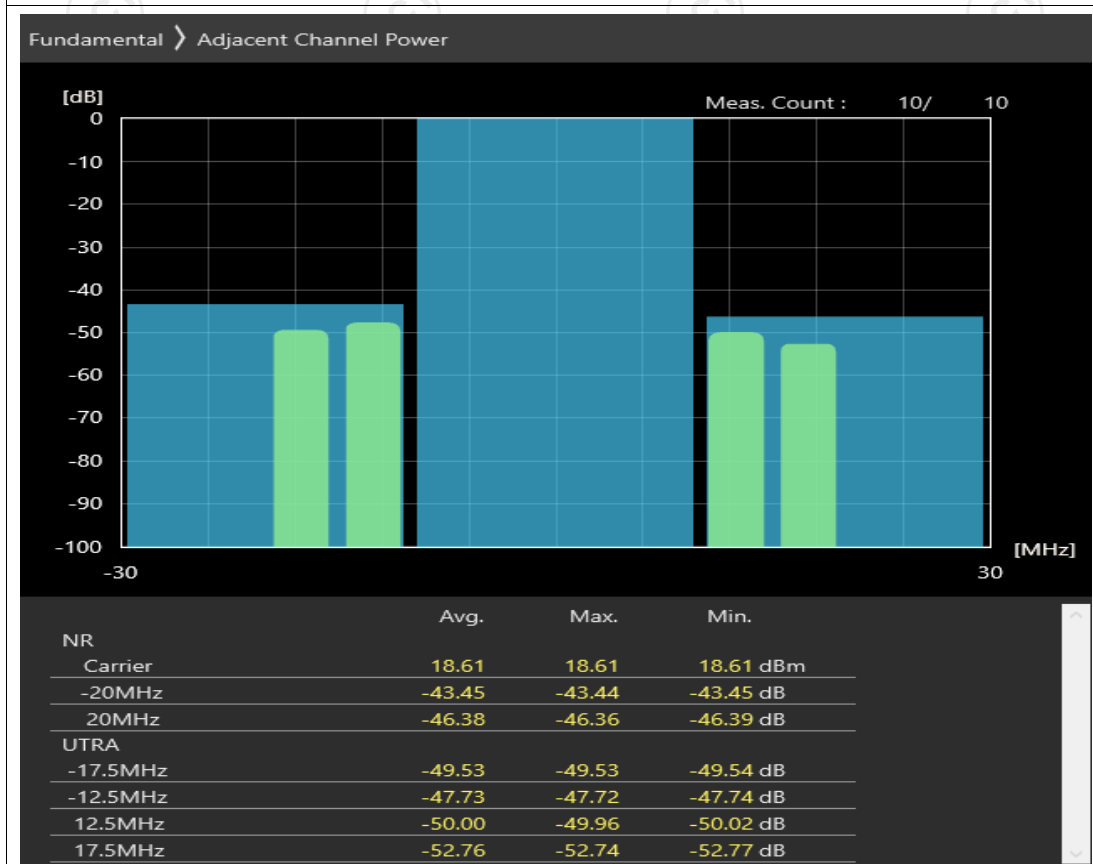 Fundamental ❭ Adjacent Channel Power
[dB]
Meas. Count : 10/ 10
0
-10
-20
-30
-40
-50
-60
-70
-80
-90
-100
[MHz]
-30 30
Avg. Max. Min.
NR
Carrier 18.61 18.61 18.61 dBm
-20MHz -43.45 -43.44 -43.45 dB
20MHz -46.38 -46.36 -46.39 dB
UTRA
-17.5MHz -49.53 -49.53 -49.54 dB
-12.5MHz -47.73 -47.72 -47.74 dB
12.5MHz -50.00 -49.96 -50.02 dB
17.5MHz -52.76 -52.74 -52.77 dB